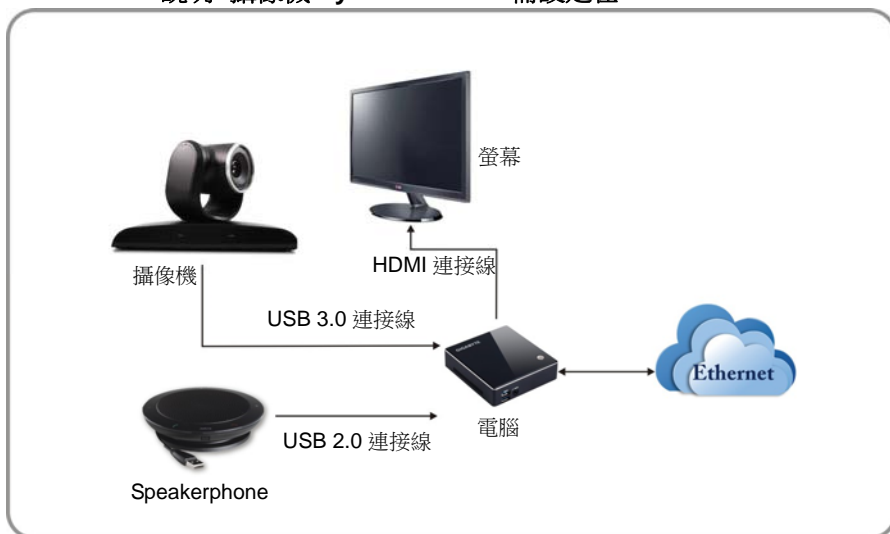 螢幕
攝像機
HDMI 連接線
USB 3.0 連接線
Ethernet
電腦
USB 2.0 連接線
Speakerphone